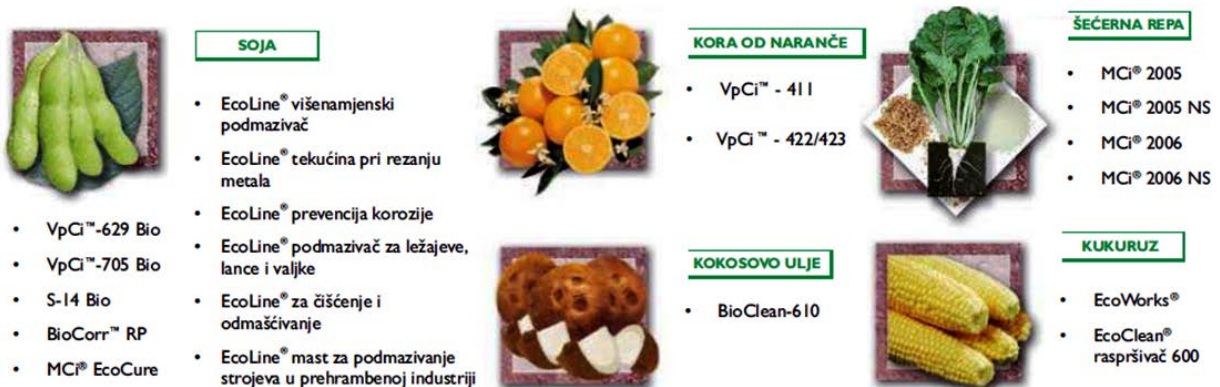 SOJA
• EcoLine® višenamjenski
podmazivač
• EcoLine® tekućina pri rezanju
metala
• EcoLine® prevencija korozije
• EcoLine® podmazivač za ležajeve,
lance i valjke
• EcoLine® za čišćenje i
odmašćivanje
• EcoLine® mast za podmazivanje
strojeva u prehrambenoj industriji
• VpCi™-629 Bio
• VpCi™-705 Bio
• S-14 Bio
• BioCorr™ RP
• MCi® EcoCure
KORA OD NARANČE
• VpCi™ - 411
• VpCi ™ - 422/423
KOKOSOVO ULJE
• BioClean-610
ŠEĆERNA REPA
• MCi® 2005
• MCi® 2005 NS
• MCi® 2006
• MCi® 2006 NS
KUKURUZ
• EcoWorks®
• EcoClean®
raspršivač 600